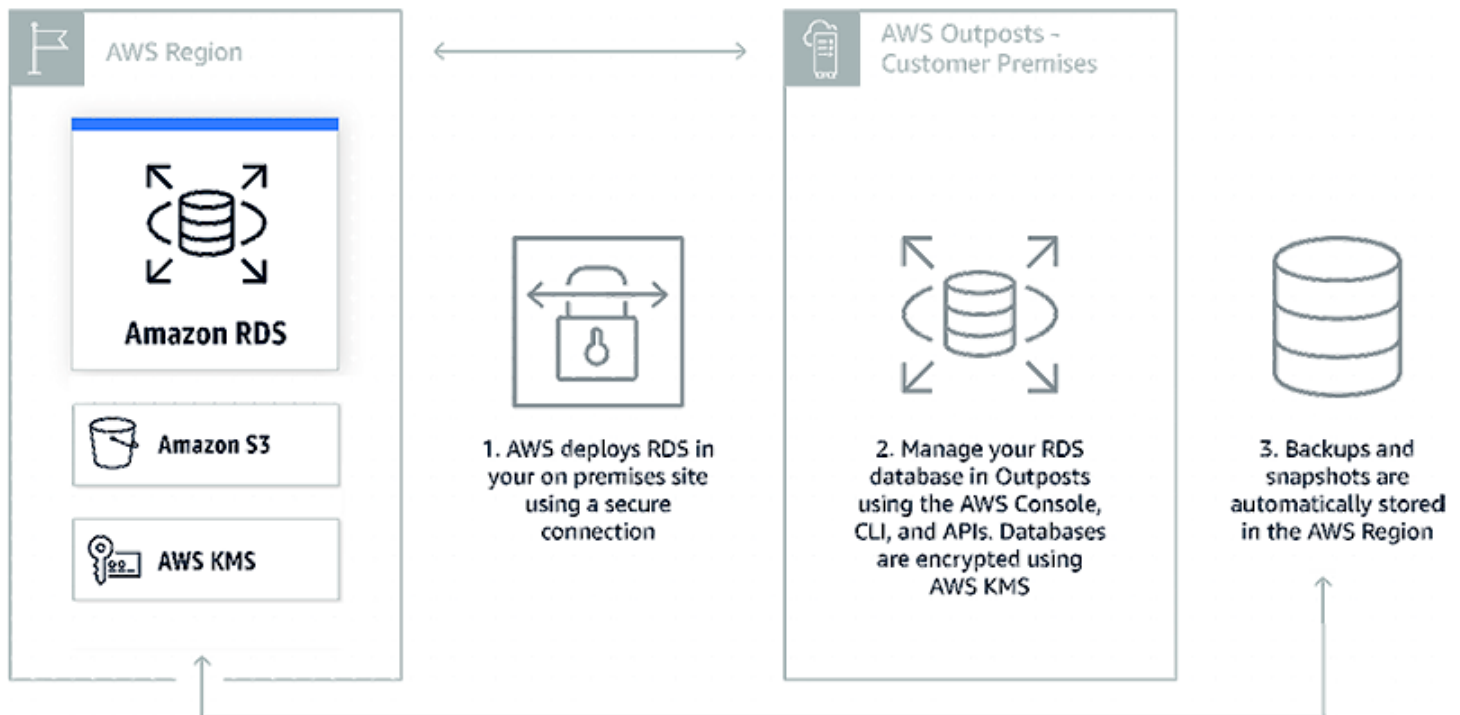 AWS Region
Amazon RDS
Amazon S3
AWS KMS
1. AWS deploys RDS in
your on premises site
using a secure
connection
AWS Outposts -
Customer Premises
2. Manage your RDS
database in Outposts
using the AWS Console,
CLI, and APIs. Databases
are encrypted using
AWS KMS
3. Backups and
snapshots are
automatically stored
in the AWS Region